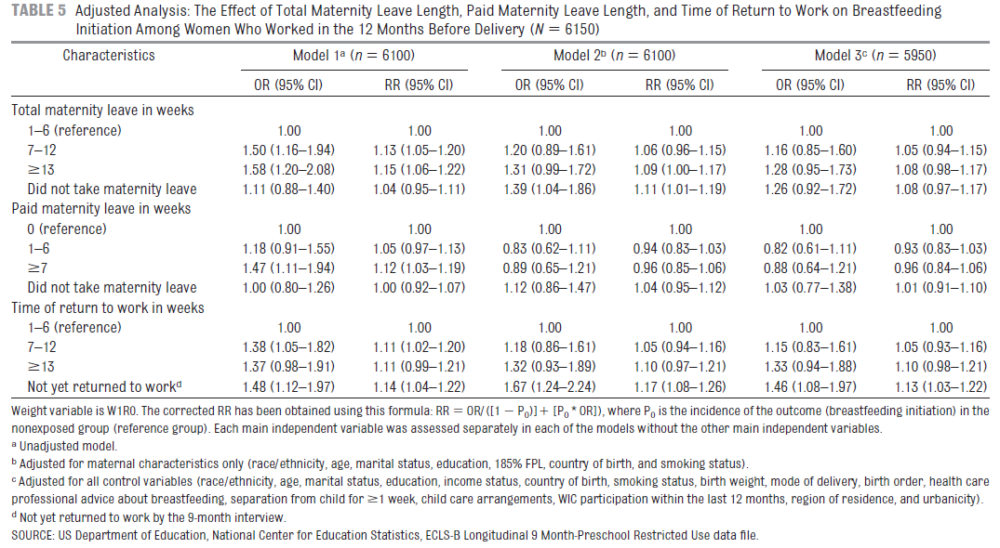 TABLE 5 Adjusted Analysis: The Effect of Total Maternity Leave Length, Paid Maternity Leave Length, and Time of Return to Work on Breastfeeding
Initiation Among Women Who Worked in the 12 Months Before Delivery (N = 6150)
Characteristics Model 1a (n = 6100) Model 2b (n = 6100) Model 3c (n = 5950)
OR (95% CI) RR (95% CI) OR (95% CI) RR (95% CI) OR (95% CI) RR (95% CI)
Total maternity leave in weeks
1–6 (reference) 1.00 1.00 1.00 1.00 1.00 1.00
7–12 1.50 (1.16–1.94) 1.13 (1.05–1.20) 1.20 (0.89–1.61) 1.06 (0.96–1.15) 1.16 (0.85–1.60) 1.05 (0.94–1.15)
≥13 1.58 (1.20–2.08) 1.15 (1.06–1.22) 1.31 (0.99–1.72) 1.09 (1.00–1.17) 1.28 (0.95–1.73) 1.08 (0.98–1.17)
Did not take maternity leave 1.11 (0.88–1.40) 1.04 (0.95–1.11) 1.39 (1.04–1.86) 1.11 (1.01–1.19) 1.26 (0.92–1.72) 1.08 (0.97–1.17)
Paid maternity leave in weeks
0 (reference) 1.00 1.00 1.00 1.00 1.00 1.00
1–6 1.18 (0.91–1.55) 1.05 (0.97–1.13) 0.83 (0.62–1.11) 0.94 (0.83–1.03) 0.82 (0.61–1.11) 0.93 (0.83–1.03)
≥7 1.47 (1.11–1.94) 1.12 (1.03–1.19) 0.89 (0.65–1.21) 0.96 (0.85–1.06) 0.88 (0.64–1.21) 0.96 (0.84–1.06)
Did not take maternity leave 1.00 (0.80–1.26) 1.00 (0.92–1.07) 1.12 (0.86–1.47) 1.04 (0.95–1.12) 1.03 (0.77–1.38) 1.01 (0.91–1.10)
Time of return to work in weeks
1–6 (reference) 1.00 1.00 1.00 1.00 1.00 1.00
7–12 1.38 (1.05–1.82) 1.11 (1.02–1.20) 1.18 (0.86–1.61) 1.05 (0.94–1.16) 1.15 (0.83–1.61) 1.05 (0.93–1.16)
≥13 1.37 (0.98–1.91) 1.11 (0.99–1.21) 1.32 (0.93–1.89) 1.10 (0.97–1.21) 1.33 (0.94–1.88) 1.10 (0.98–1.21)
Not yet returned to workd 1.48 (1.12–1.97) 1.14 (1.04–1.22) 1.67 (1.24–2.24) 1.17 (1.08–1.26) 1.46 (1.08–1.97) 1.13 (1.03–1.22)
Weight variable is W1R0. The corrected RR has been obtained using this formula: RR = OR/([1 − P0)]+ [P0 * OR]), where P0 is the incidence of the outcome (breastfeeding initiation) in the
nonexposed group (reference group). Each main independent variable was assessed separately in each of the models without the other main independent variables.
a Unadjusted model.
b Adjusted for maternal characteristics only (race/ethnicity, age, marital status, education, 185% FPL, country of birth, and smoking status).
c Adjusted for all control variables (race/ethnicity, age, marital status, education, income status, country of birth, smoking status, birth weight, mode of delivery, birth order, health care
professional advice about breastfeeding, separation from child for ≥1 week, child care arrangements, WIC participation within the last 12 months, region of residence, and urbanicity).
d Not yet returned to work by the 9-month interview.
SOURCE: US Department of Education, National Center for Education Statistics, ECLS-B Longitudinal 9 Month-Preschool Restricted Use data file.